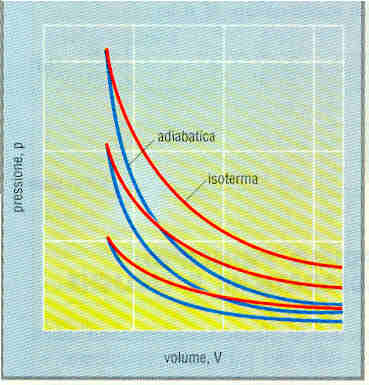 adiabatica
isoterma
pressione, p
volume, V